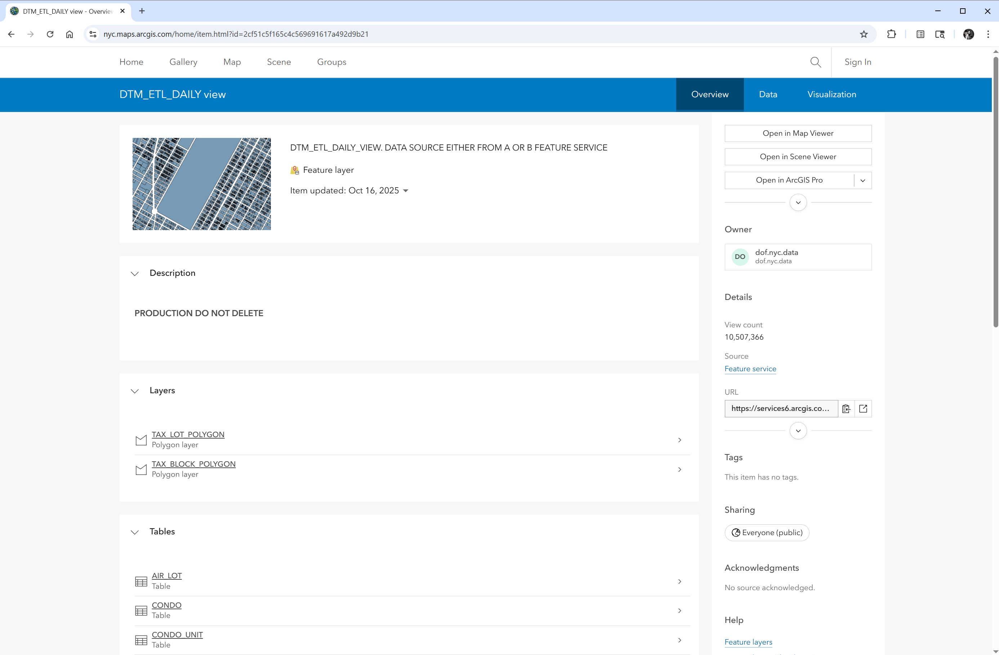 DTM_ETL_DAILY view - Overview
nyc.maps.arcgis.com/home/item.html?id=2cf51c5f165c4c569691617a492d9b21
Home Gallery Map Scene Groups Sign In
DTM_ETL_DAILY view Overview Data Visualization
DTM_ETL_DAILY_VIEW. DATA SOURCE EITHER FROM A OR B FEATURE SERVICE
Feature layer
Item updated: Oct 16, 2025
Description
PRODUCTION DO NOT DELETE
Layers
TAX_LOT_POLYGON
Polygon layer
TAX_BLOCK_POLYGON
Polygon layer
Tables
AIR_LOT
Table
CONDO
Table
CONDO_UNIT
Table
Open in Map Viewer
Open in Scene Viewer
Open in ArcGIS Pro
Owner
DO
dof.nyc.data
dof.nyc.data
Details
View count
10,507,366
Source
Feature service
URL
https://services6.arcgis.co...
Tags
This item has no tags.
Sharing
Everyone (public)
Acknowledgments
No source acknowledged.
Help
Feature layers